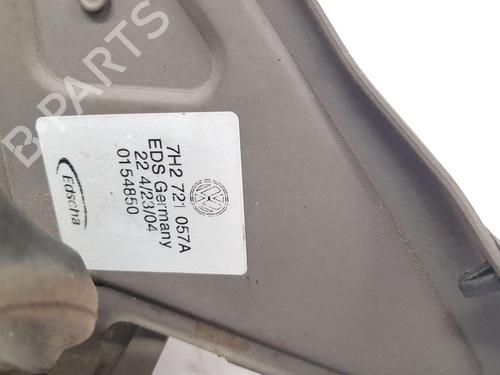 B PARTS
7H2 721 057A
EDS Germany
22 4/23/04
0154850
Edscha